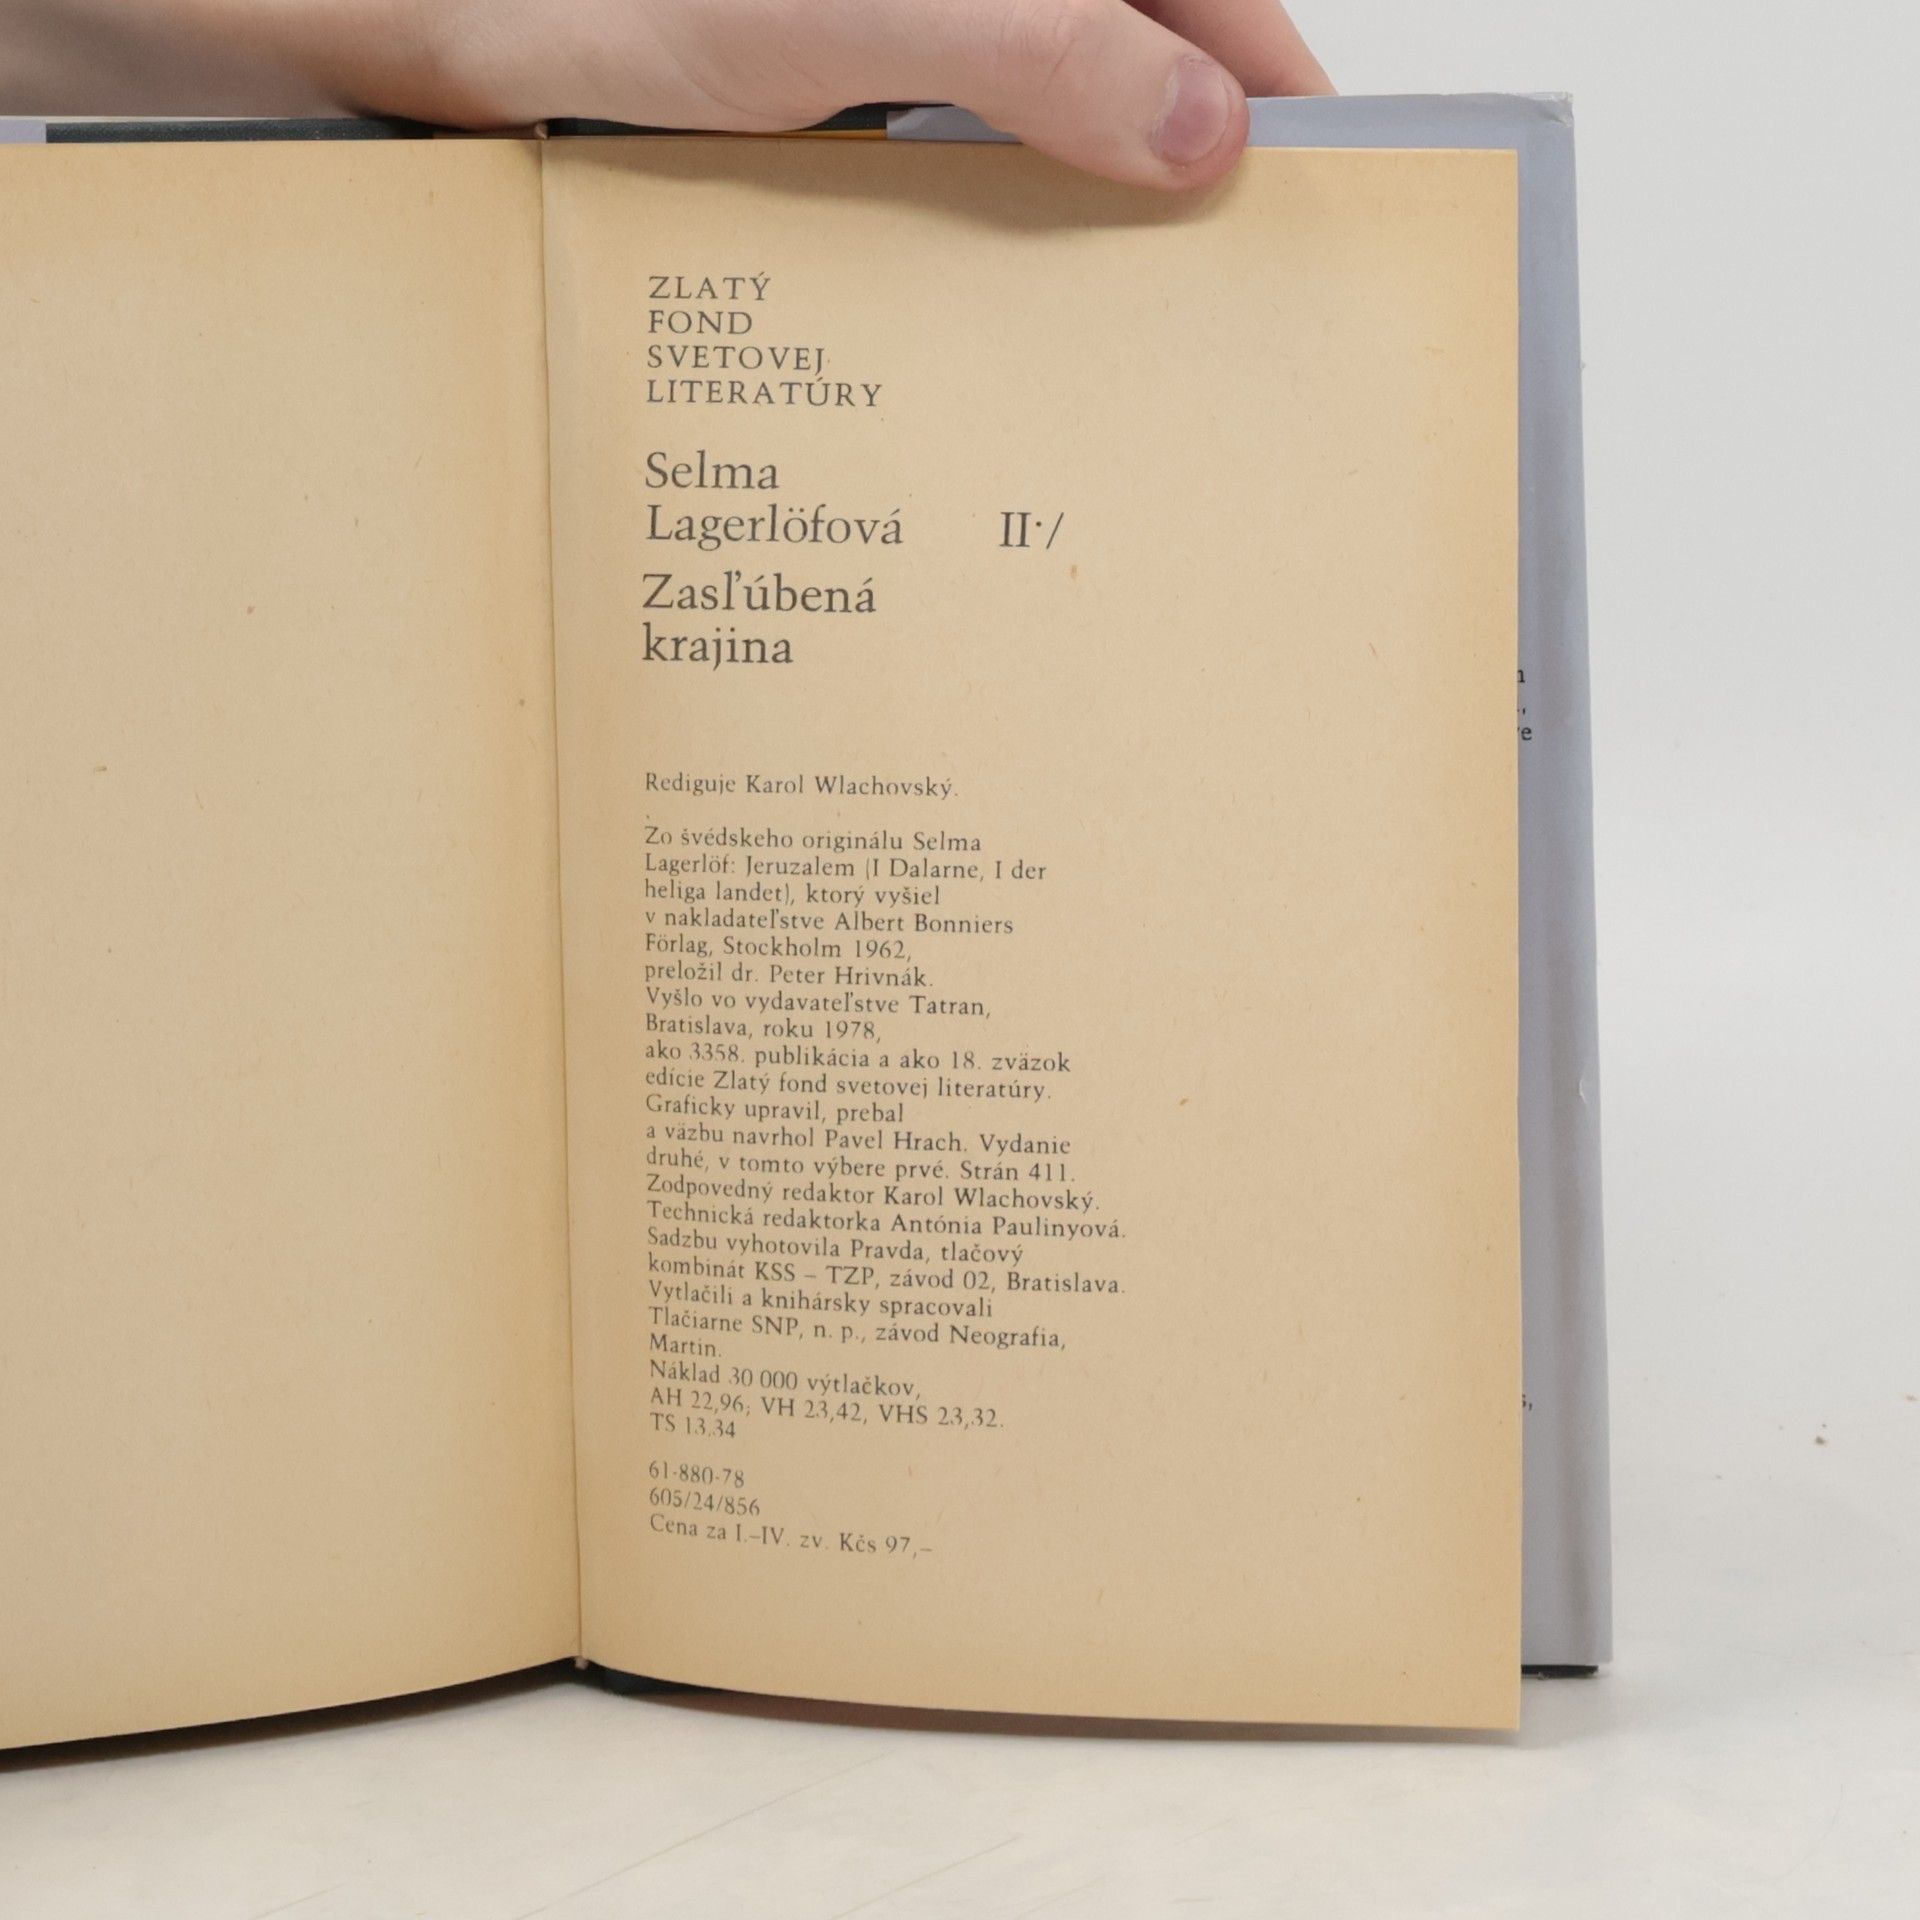 ZLATÝ
FOND
SVETOVEJ
LITERATÚRY
Selma
Lagerlöfová II./
Zasľúbená
krajina
Rediguje Karol Wlachovský.
Zo švédskeho originálu Selma
Lagerlöf: Jeruzalem (I Dalarne, I der
heliga landet), ktorý vyšiel
v nakladateľstve Albert Bonniers
Förlag, Stockholm 1962,
preložil dr. Peter Hrivnák.
Vyšlo vo vydavateľstve Tatran,
Bratislava, roku 1978,
ako 3358. publikácia a ako 18. zväzok
edície Zlatý fond svetovej literatúry.
Graficky upravil, prebal
a väzbu navrhol Pavel Hrach. Vydanie
druhé, v tomto výbere prvé. Strán 411.
Zodpovedný redaktor Karol Wlachovský.
Technická redaktorka Antónia Paulinyová.
Sadzbu vyhotovila Pravda, tlačový
kombinát KSS – TZP, závod 02, Bratislava.
Vytlačili a knihársky spracovali
Tlačiarne SNP, n. p., závod Neografia,
Martin.
Náklad 30 000 výtlačkov,
AH 22,96; VH 23,42, VHS 23,32.
TS 13.34
61-880-78
605/24/856
Cena za I.–IV. zv. Kčs 97,–